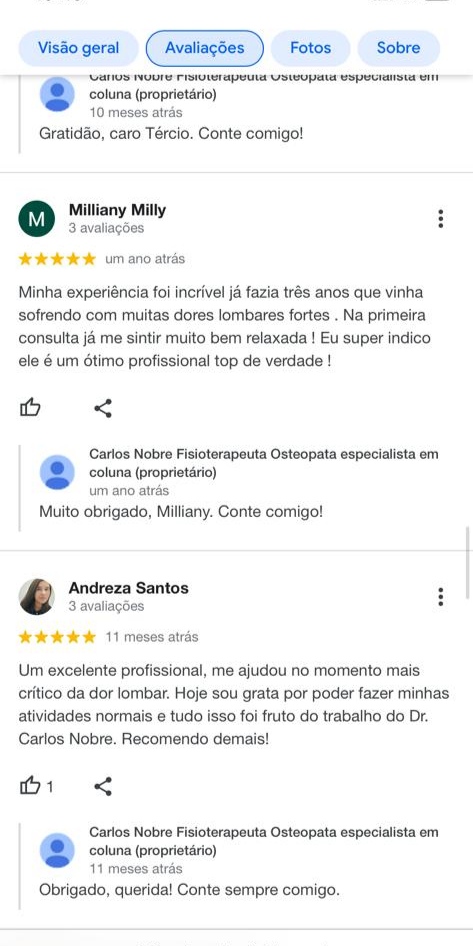 Visão geral
Avaliações
Fotos
Sobre
Carlos Nobre Fisioterapeuta Osteopata especialista em
coluna (proprietário)
10 meses atrás
Gratidão, caro Tércio. Conte comigo!
M
Milliany Milly
3 avaliações
um ano atrás
Minha experiência foi incrível já fazia três anos que vinha
sofrendo com muitas dores lombares fortes . Na primeira
consulta já me sintir muito bem relaxada ! Eu super indico
ele é um ótimo profissional top de verdade !
Carlos Nobre Fisioterapeuta Osteopata especialista em
coluna (proprietário)
um ano atrás
Muito obrigado, Milliany. Conte comigo!
Andreza Santos
3 avaliações
11 meses atrás
Um excelente profissional, me ajudou no momento mais
crítico da dor lombar. Hoje sou grata por poder fazer minhas
atividades normais e tudo isso foi fruto do trabalho do Dr.
Carlos Nobre. Recomendo demais!
1
Carlos Nobre Fisioterapeuta Osteopata especialista em
coluna (proprietário)
11 meses atrás
Obrigado, querida! Conte sempre comigo.